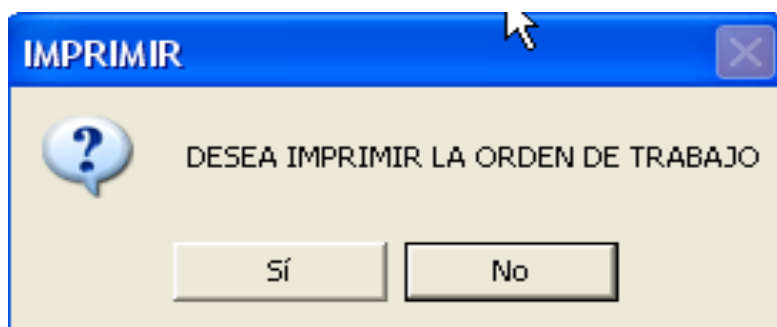 IMPRIMIR
DESEA IMPRIMIR LA ORDEN DE TRABAJO
Sí
No